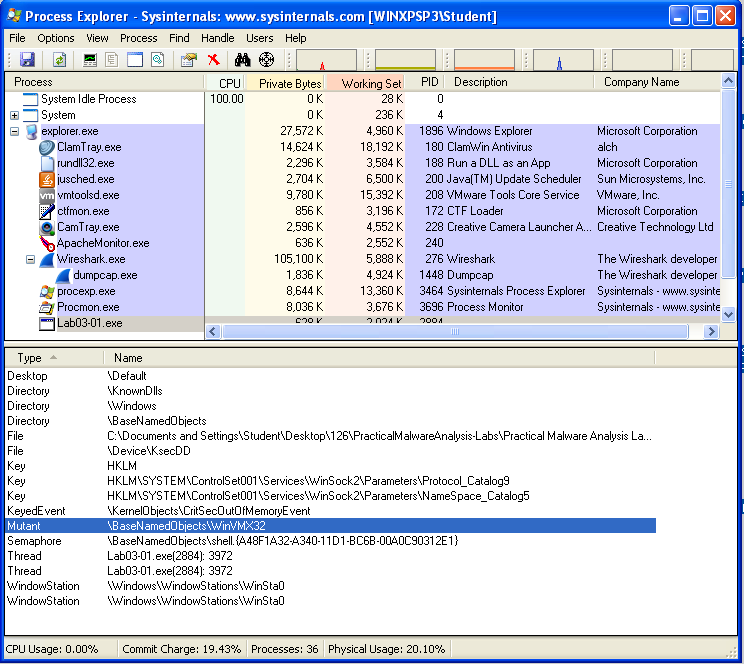 Process Explorer - Sysinternals: www.sysinternals.com [WINXPSP3\Student]
File Options View Process Find Handle Users Help
Process CPU Private Bytes Working Set PID Description Company Name
System Idle Process 100.00 0 K 28 K 0
System 0 K 236 K 4
explorer.exe 27,572 K 4,960 K 1896 Windows Explorer Microsoft Corporation
ClamTray.exe 14,624 K 18,192 K 180 ClamWin Antivirus alch
rundll32.exe 2,296 K 3,584 K 188 Run a DLL as an App Microsoft Corporation
jusched.exe 2,704 K 6,500 K 200 Java(TM) Update Scheduler Sun Microsystems, Inc.
vmtoolsd.exe 9,780 K 15,392 K 208 VMware Tools Core Service VMware, Inc.
ctfmon.exe 856 K 3,196 K 172 CTF Loader Microsoft Corporation
CamTray.exe 2,596 K 4,552 K 228 Creative Camera Launcher A... Creative Technology Ltd
ApacheMonitor.exe 636 K 2,552 K 240
Wireshark.exe 105,100 K 5,888 K 276 Wireshark The Wireshark developer
dumpcap.exe 1,836 K 4,924 K 1448 Dumpcap The Wireshark developer
procexp.exe 8,644 K 13,360 K 3464 Sysinternals Process Explorer Sysinternals - www.sysinte
Procmon.exe 8,036 K 3,676 K 3696 Process Monitor Sysinternals - www.sysinte
Lab03-01.exe 628 K 2,024 K 2884
Type Name
Desktop \Default
Directory \KnownDlls
Directory \Windows
Directory \BaseNamedObjects
File C:\Documents and Settings\Student\Desktop\126\PracticalMalwareAnalysis-Labs\Practical Malware Analysis La...
File \Device\KsecDD
Key HKLM
Key HKLM\SYSTEM\ControlSet001\Services\WinSock2\Parameters\Protocol_Catalog9
Key HKLM\SYSTEM\ControlSet001\Services\WinSock2\Parameters\NameSpace_Catalog5
KeyedEvent \KernelObjects\CritSecOutOfMemoryEvent
Mutant \BaseNamedObjects\WinVMX32
Semaphore \BaseNamedObjects\shell.{A48F1A32-A340-11D1-BC6B-00A0C90312E1}
Thread Lab03-01.exe(2884): 3972
Thread Lab03-01.exe(2884): 3972
WindowStation \Windows\WindowStations\WinSta0
WindowStation \Windows\WindowStations\WinSta0
CPU Usage: 0.00% Commit Charge: 19.43% Processes: 36 Physical Usage: 20.10%